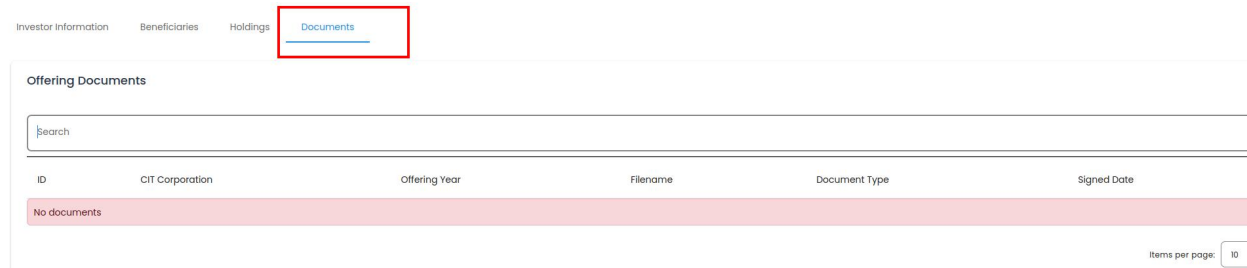 Investor Information Beneficiaries Holdings Documents
Offering Documents
Search
ID CIT Corporation Offering Year Filename Document Type Signed Date
No documents
Items per page: 10